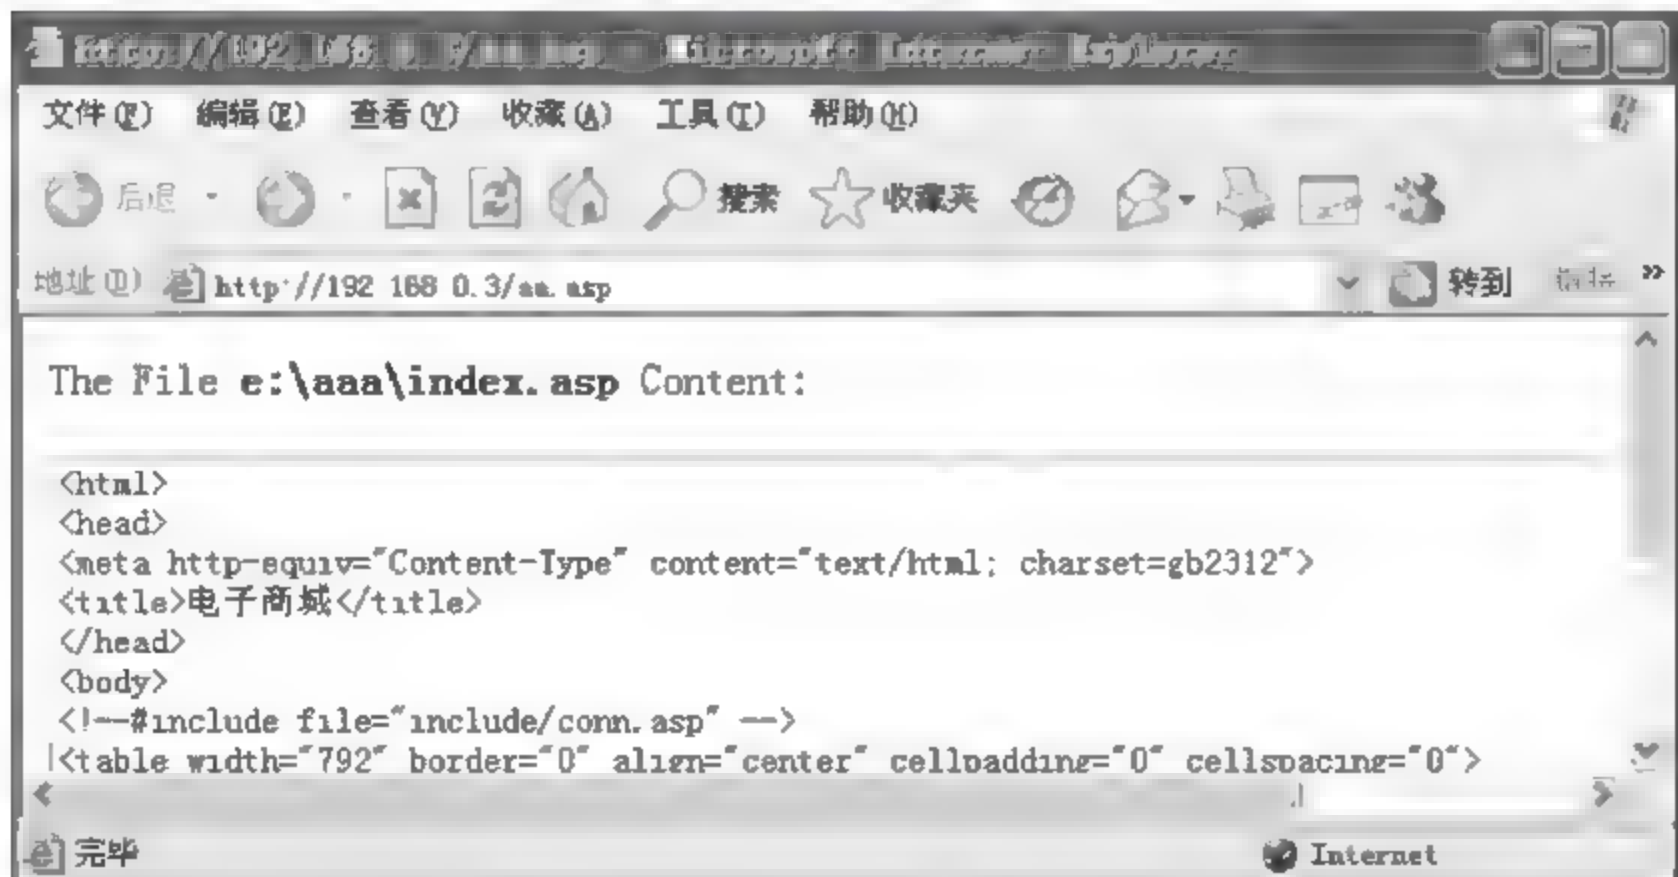 文件(F) 编辑(E) 查看(V) 收藏(A) 工具(T) 帮助(H)
后退 搜索 收藏夹
地址(D) http://192 168 0.3/aa.asp 转到 »
The File e:\aaa\index.asp Content:
<html>
<head>
<meta http-equiv="Content-Type" content="text/html; charset=gb2312">
<title>电子商城</title>
</head>
<body>
<!--#include file="include/conn.asp" -->
<table width="792" border="0" align="center" cellpadding="0" cellspacing="0">
完毕 Internet